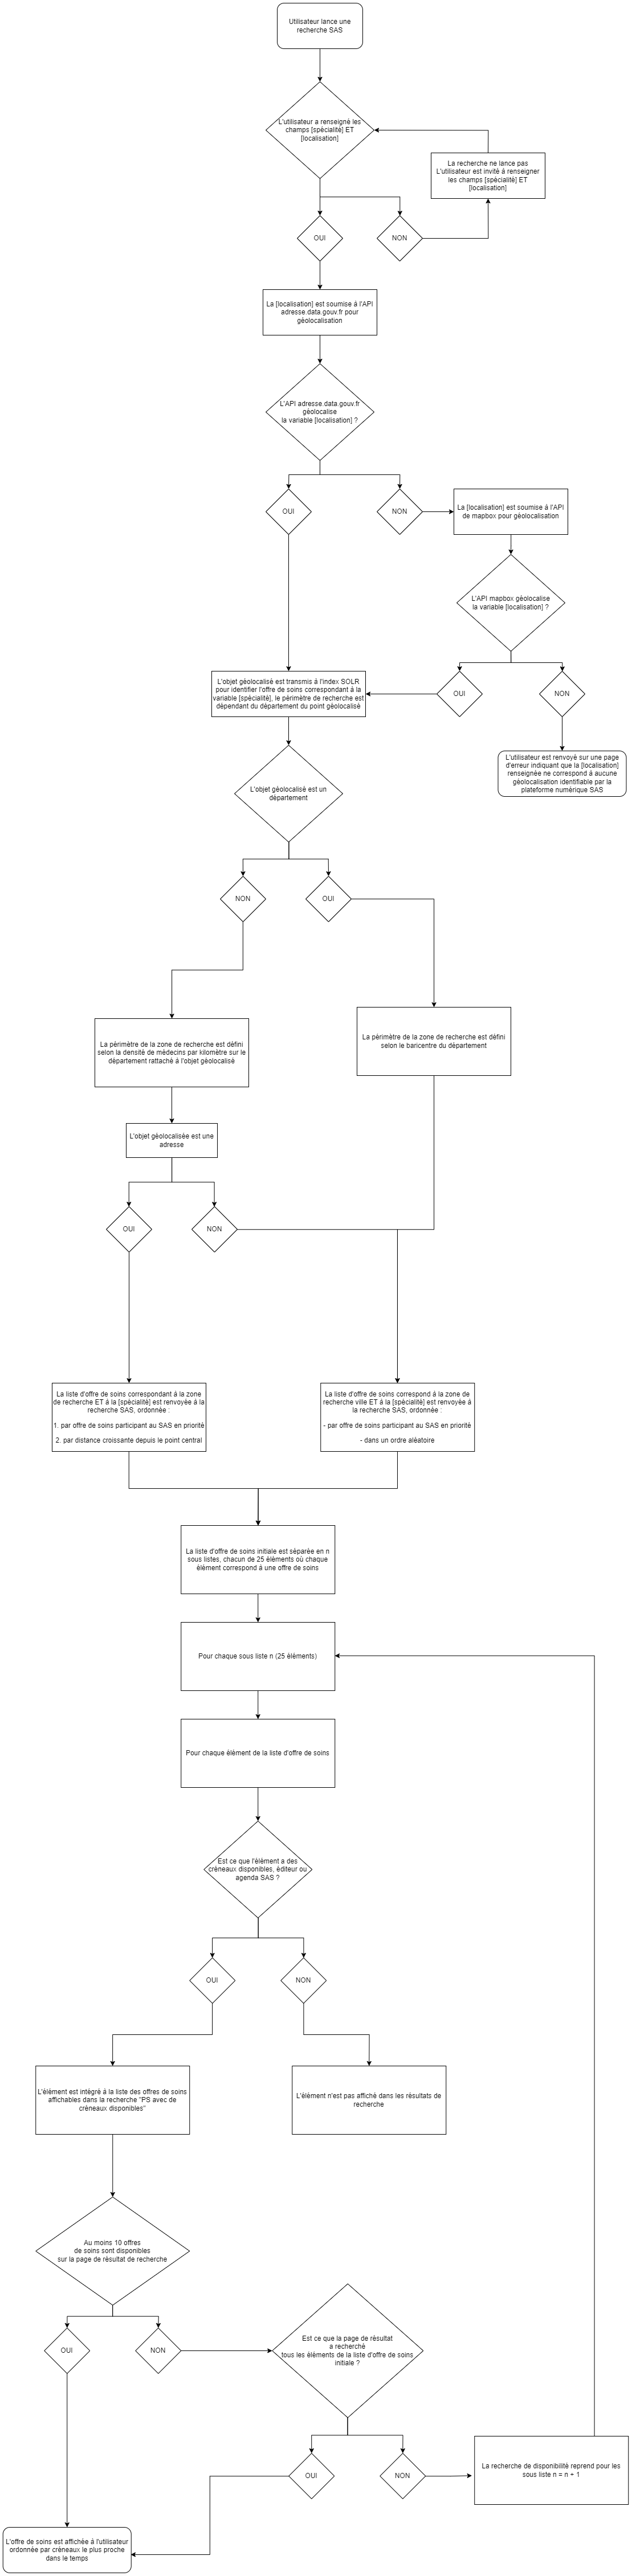 Utilisateur lance une
recherche SAS
L'utilisateur a renseigné les
champs [spécialité] ET
[localisation]
La recherche ne lance pas
L'utilisateur est invité à renseigner
les champs [spécialité] ET
[localisation]
OUI
NON
La [localisation] est soumise à l'API
adresse.data.gouv.fr pour
géolocalisation
L'API adresse.data.gouv.fr
géolocalise
la variable [localisation] ?
OUI
NON
La [localisation] est soumise à l'API
de mapbox pour géolocalisation
L'API mapbox géolocalise
la variable [localisation] ?
L'objet géolocalisé est transmis à l'index SOLR
pour identifier l'offre de soins correspondant à la
variable [spécialité], le périmètre de recherche est
dépendant du département du point géolocalisé
OUI
NON
L'utilisateur est renvoyé sur une page
d'erreur indiquant que la [localisation]
renseignée ne correspond à aucune
géolocalisation identifiable par la
plateforme numérique SAS
L'objet géolocalisé est un
département
NON
OUI
La périmètre de la zone de recherche est défini
selon la densité de médecins par kilomètre sur le
département rattaché à l'objet géolocalisé
La périmètre de la zone de recherche est défini
selon le baricentre du département
L'objet géolocalisée est une
adresse
OUI
NON
La liste d'offre de soins correspondant à la zone
de recherche ET à la [spécialité] est renvoyée à la
recherche SAS, ordonnée :
1. par offre de soins participant au SAS en priorité
2. par distance croissante depuis le point central
La liste d'offre de soins correspond à la zone de
recherche ville ET à la [spécialité] est renvoyée à
la recherche SAS, ordonnée :
- par offre de soins participant au SAS en priorité
- dans un ordre aléatoire
La liste d'offre de soins initiale est séparée en n
sous listes, chacun de 25 éléments où chaque
élément correspond à une offre de soins
Pour chaque sous liste n (25 éléments)
Pour chaque élément de la liste d'offre de soins
Est ce que l'élément a des
créneaux disponibles, éditeur ou
agenda SAS ?
OUI
NON
L'élément est intégré à la liste des offres de soins
affichables dans la recherche "PS avec de
créneaux disponibles"
L'élément n'est pas affiché dans les résultats de
recherche
Au moins 10 offres
de soins sont disponibles
sur la page de résultat de recherche
OUI
NON
Est ce que la page de résultat
a recherché
tous les éléments de la liste d'offre de soins
initiale ?
OUI
NON
La recherche de disponibilité reprend pour les
sous liste n = n + 1
L'offre de soins est affichée à l'utilisateur
ordonnée par créneaux le plus proche
dans le temps